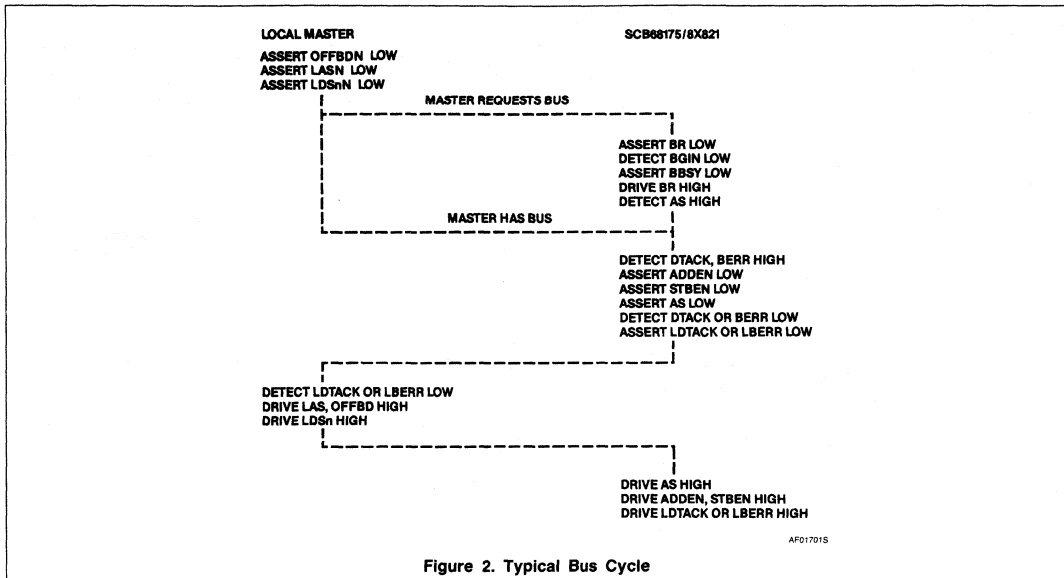 LOCAL MASTER
SCB68175/8X821
ASSERT OFFBDN LOW
ASSERT LASN LOW
ASSERT LDSnN LOW
MASTER REQUESTS BUS
ASSERT BR LOW
DETECT BGIN LOW
ASSERT BBSY LOW
DRIVE BR HIGH
DETECT AS HIGH
MASTER HAS BUS
DETECT DTACK, BERR HIGH
ASSERT ADDEN LOW
ASSERT STBEN LOW
ASSERT AS LOW
DETECT DTACK OR BERR LOW
ASSERT LDTACK OR LBERR LOW
DETECT LDTACK OR LBERR LOW
DRIVE LAS, OFFBD HIGH
DRIVE LDSn HIGH
DRIVE AS HIGH
DRIVE ADDEN, STBEN HIGH
DRIVE LDTACK OR LBERR HIGH
AF01701S
Figure 2. Typical Bus Cycle